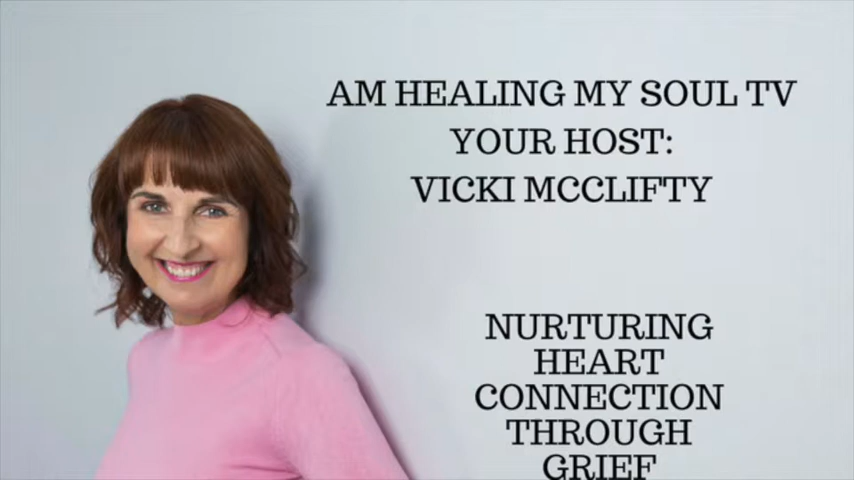 AM HEALING MY SOUL TV
YOUR HOST:
VICKI MCCLIFTY
NURTURING
HEART
CONNECTION
THROUGH
GRIEF